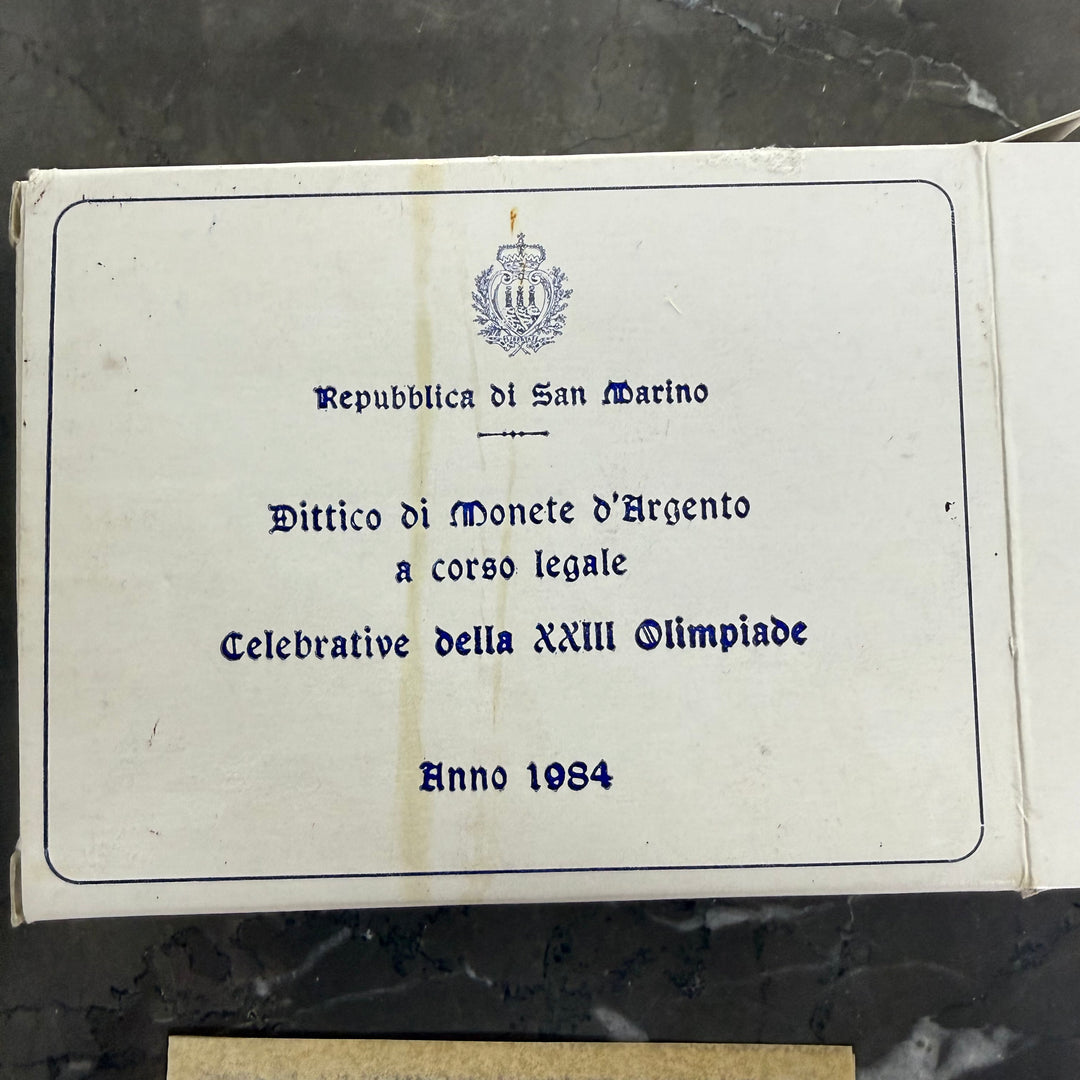 Repubblica di San Marino
Dittico di Monete d'Argento
a corso legale
Celebrative della XXIII Olimpiade
Anno 1984